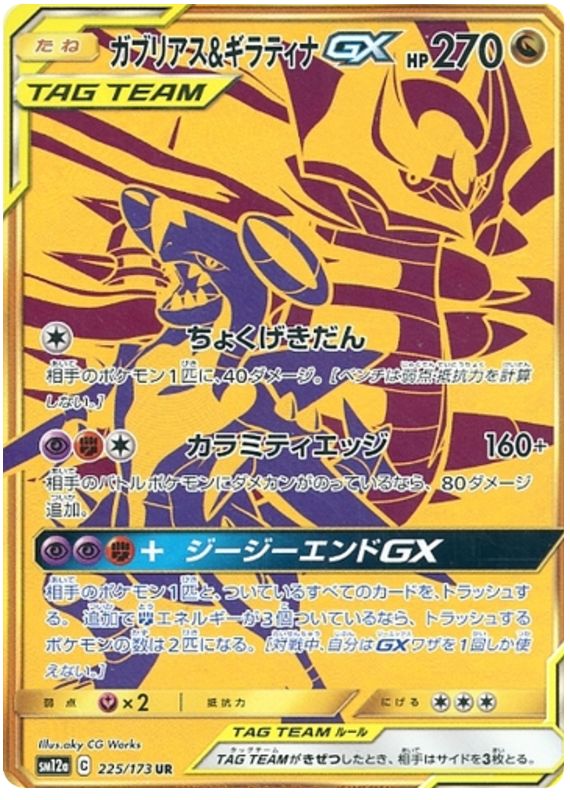 たね ガブリアス&ギラティナGX HP270
TAG TEAM
ちょくげきだん
相手のポケモン1匹に、40ダメージ。[ベンチは弱点・抵抗力を計算
しない。]
カラミティエッジ 160+
相手のバトルポケモンにダメカンがのっているなら、80ダメージ
追加。
+ ジージーエンドGX
相手のポケモン1匹と、ついているすべてのカードを、トラッシュす
る。 追加でエネルギーが3個ついているなら、トラッシュする
ポケモンの数は2匹になる。[対戦中、自分はGXワザを1回しか使
えない。]
弱点 ×2 抵抗力 にげる
TAG TEAM ルール
Illus.aky CG Works
TAG TEAMがきぜつしたとき、相手はサイドを3枚とる。
sm12a C 225/173 UR